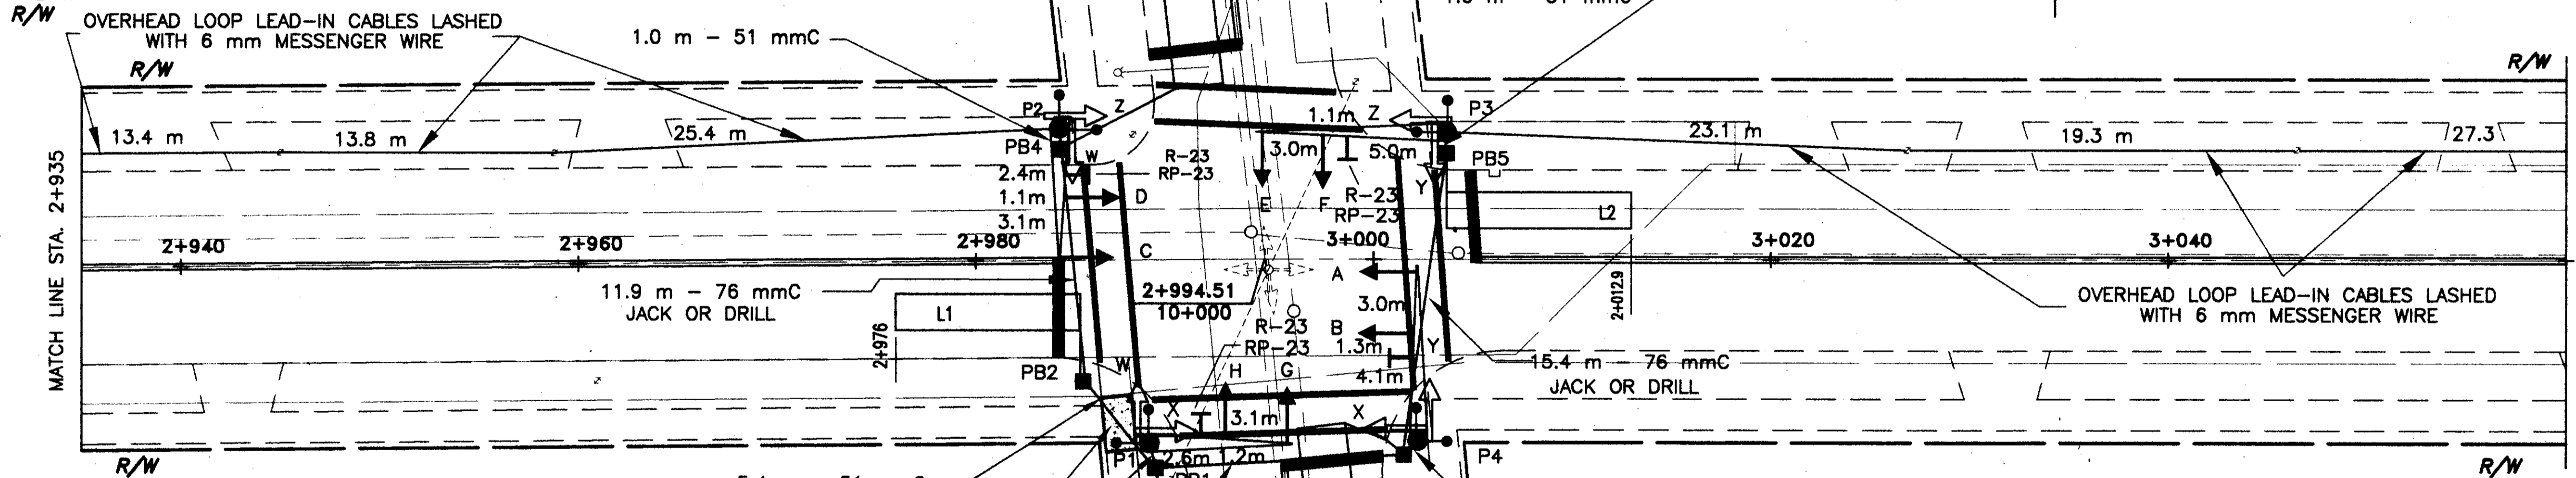 R/W
OVERHEAD LOOP LEAD-IN CABLES LASHED
WITH 6 mm MESSENGER WIRE
1.0 m - 51 mmC
R/W
R/W
MATCH LINE STA. 2+935
13.4 m
13.8 m
25.4 m
P2
Z
PB4
W
2.4m
R-23
RP-23
1.1m
D
3.1m
C
1.1m
Z
P3
3.0m
5.0m
PB5
E
F
R-23
RP-23
Y
23.1 m
19.3 m
27.3
L2
2+940
2+960
2+980
3+000
3+020
3+040
11.9 m - 76 mmC
JACK OR DRILL
L1
2+976
2+994.51
10+000
A
3.0m
B
R-23
RP-23
1.3m
Y
4.1m
2+012.9
OVERHEAD LOOP LEAD-IN CABLES LASHED
WITH 6 mm MESSENGER WIRE
15.4 m - 76 mmC
JACK OR DRILL
PB2
W
H
G
X
3.1m
X
P1
2.6m
1.2m
PB1
P4
R/W
R/W